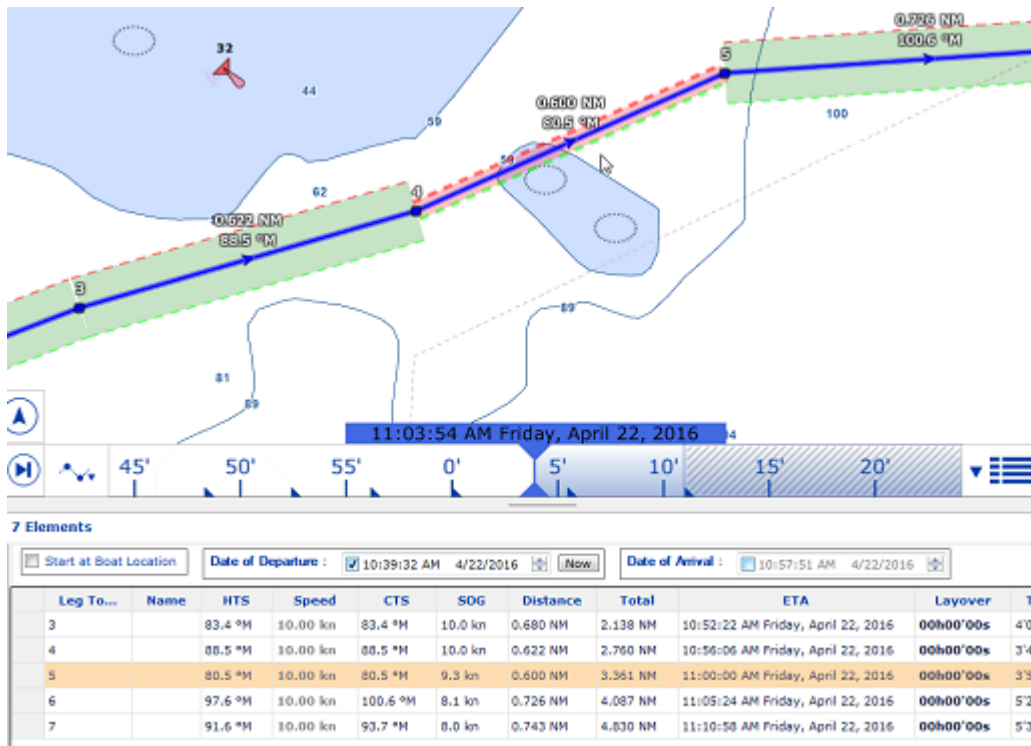 0.726 NM
100.6 °M
5
32
44
59
0.600 NM
80.5 °M
100
62
4
0.622 NM
88.5 °M
3
89
81
89
11:03:54 AM Friday, April 22, 2016
45' 50' 55' 0' 5' 10' 15' 20'
7 Elements
Start at Boat Location Date of Departure : 10:39:32 AM 4/22/2016 Now Date of Arrival : 10:57:51 AM 4/22/2016
Leg To... Name HTS Speed CTS SOG Distance Total ETA Layover
3 83.4 °M 10.00 kn 83.4 °M 10.0 kn 0.680 NM 2.138 NM 10:52:22 AM Friday, April 22, 2016 00h00'00s
4 88.5 °M 10.00 kn 88.5 °M 10.0 kn 0.622 NM 2.760 NM 10:56:06 AM Friday, April 22, 2016 00h00'00s
5 80.5 °M 10.00 kn 80.5 °M 9.3 kn 0.600 NM 3.361 NM 11:00:00 AM Friday, April 22, 2016 00h00'00s
6 97.6 °M 10.00 kn 100.6 °M 8.1 kn 0.726 NM 4.087 NM 11:05:24 AM Friday, April 22, 2016 00h00'00s
7 91.6 °M 10.00 kn 93.7 °M 8.0 kn 0.743 NM 4.830 NM 11:10:58 AM Friday, April 22, 2016 00h00'00s